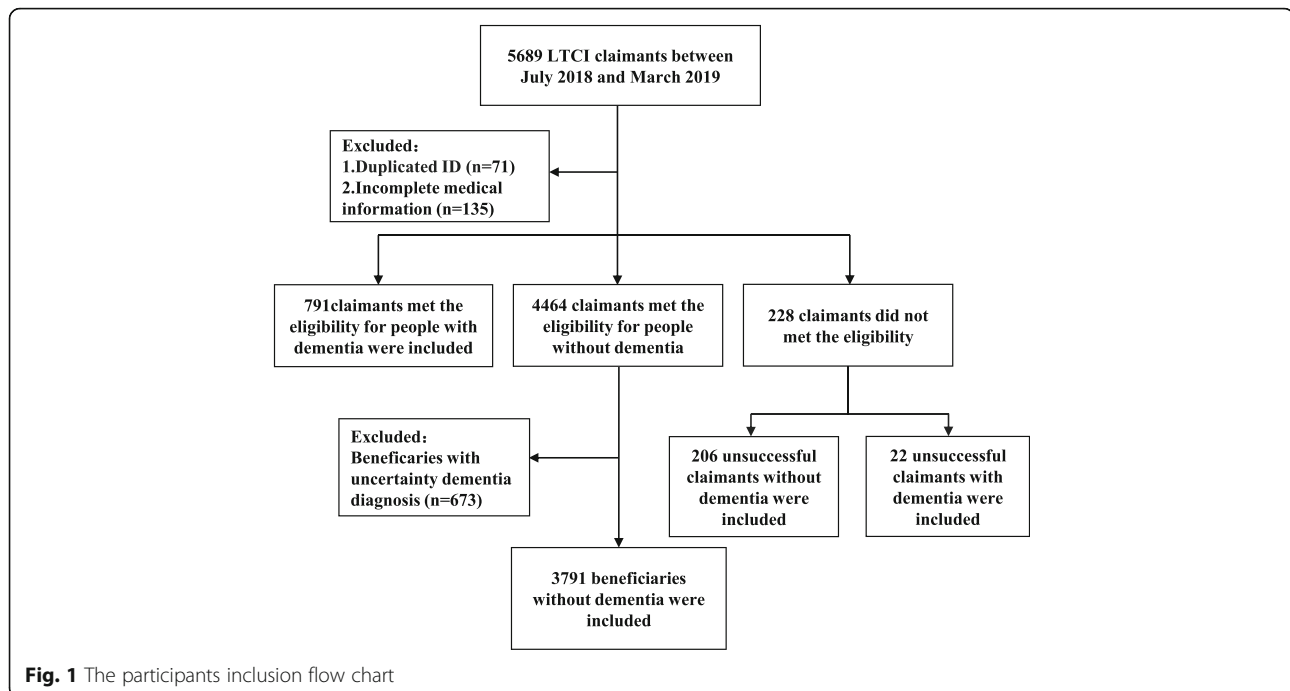 5689 LTCI claimants between
July 2018 and March 2019
Excluded：
1.Duplicated ID (n=71)
2.Incomplete medical
information (n=135)
791claimants met the
eligibility for people with
dementia were included
4464 claimants met the
eligibility for people
without dementia
228 claimants did not
met the eligibility
Excluded：
Beneficaries with
uncertainty dementia
diagnosis (n=673)
206 unsuccessful
claimants without
dementia were
included
22 unsuccessful
claimants with
dementia were
included
3791 beneficiaries
without dementia were
included
Fig. 1 The participants inclusion flow chart